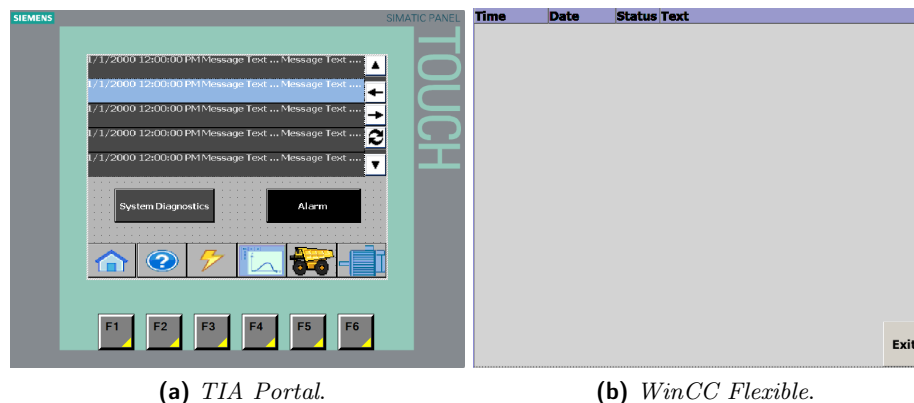 SIEMENS
SIMATIC PANEL
TOUCH
1/1/2000 12:00:00 PM Message Text ... Message Text ....
1/1/2000 12:00:00 PM Message Text ... Message Text ....
1/1/2000 12:00:00 PM Message Text ... Message Text ....
1/1/2000 12:00:00 PM Message Text ... Message Text ....
1/1/2000 12:00:00 PM Message Text ... Message Text ....
System Diagnostics
Alarm
F1 F2 F3 F4 F5 F6
(a) TIA Portal.
Time Date Status Text
Exit
(b) WinCC Flexible.